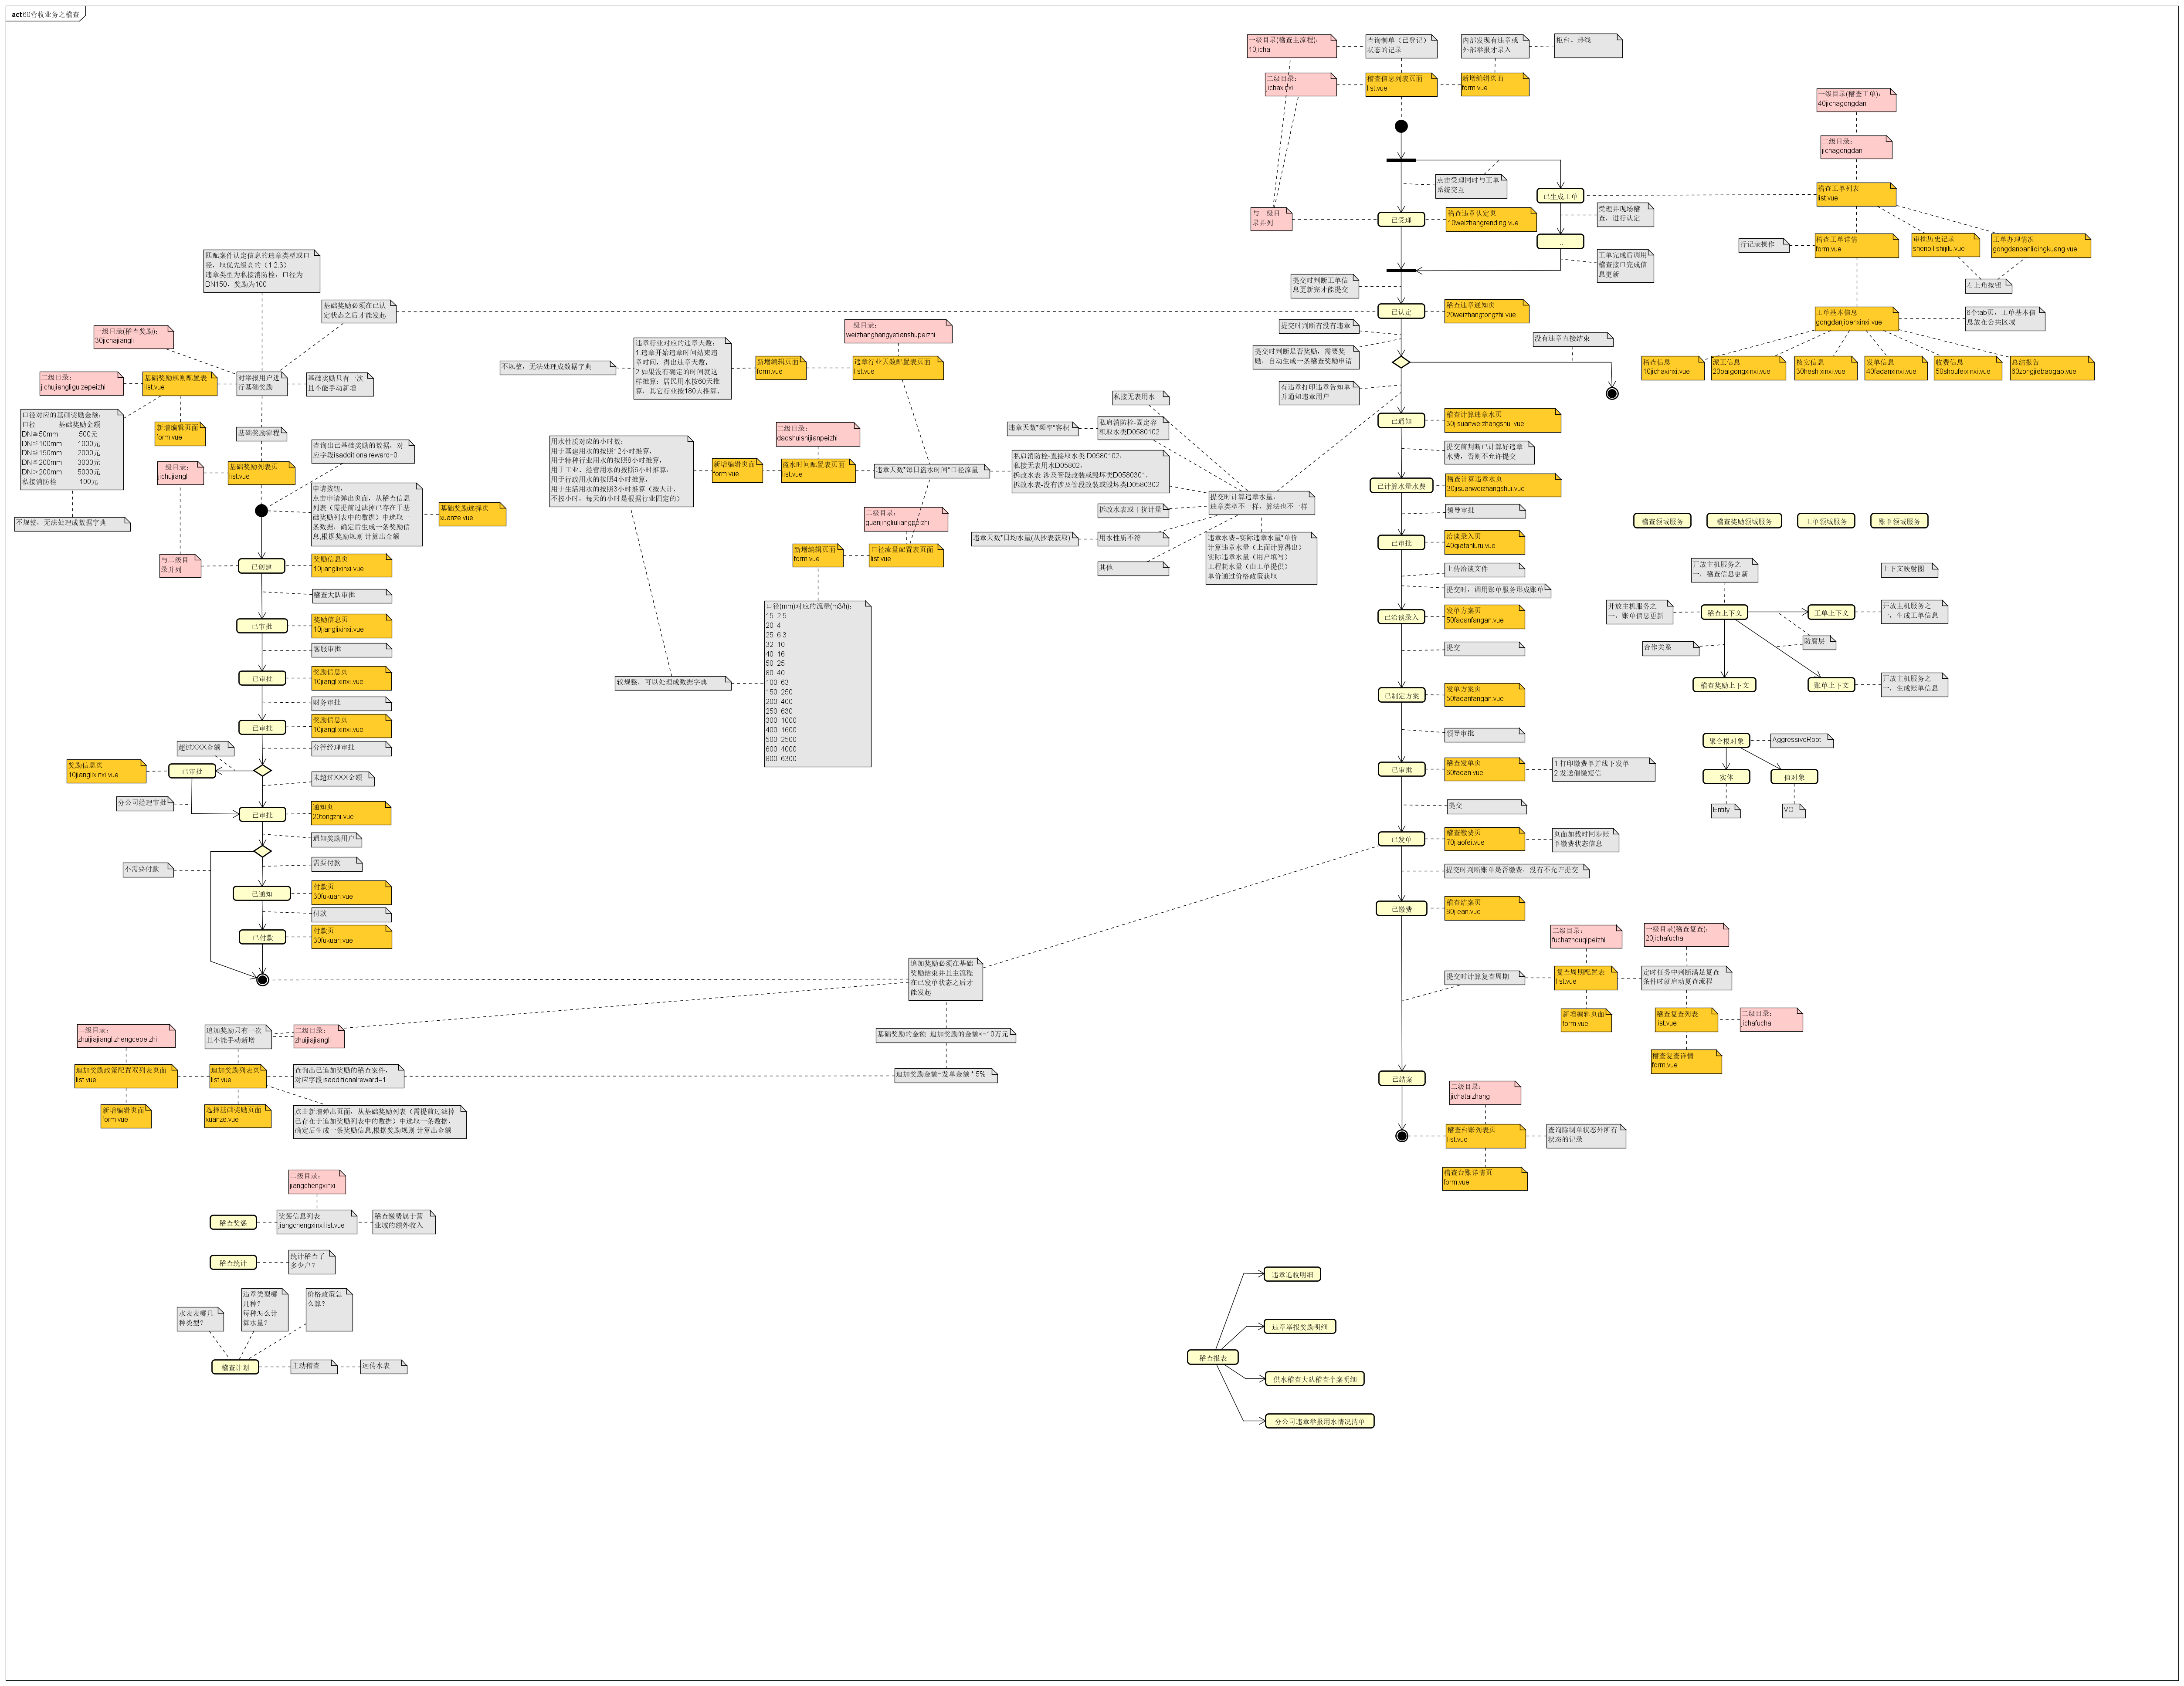 act 60营收业务之稽查
一级目录(稽查主流程):
10jicha
查询制单（已登记）
状态的记录
内部发现有违章或
外部举报才录入
柜台、热线
二级目录:
jichaxinxi
稽查信息列表页面
list.vue
新增编辑页面
form.vue
一级目录(稽查工单):
40jichagongdan
二级目录:
jichagongdan
点击受理同时与工单
系统交互
已生成工单
稽查工单列表
list.vue
与二级目
录并列
已受理
稽查违章认定页
10weizhangrending.vue
受理并现场稽
查，进行认定
行记录操作
稽查工单详情
form.vue
审批历史记录
shenpilishijilu.vue
工单办理情况
gongdanbanliqingkuang.vue
工单完成后调用
稽查接口完成信
息更新
右上角按钮
提交时判断工单信
息更新完才能提交
已认定
稽查违章通知页
20weizhangtongzhi.vue
工单基本信息
gongdanjibenxinxi.vue
6个tab页，工单基本信
息放在公共区域
提交时判断有没有违章
没有违章直接结束
提交时判断是否奖励，需要奖
励，自动生成一条稽查奖励申请
稽查信息
10jichaxinxi.vue
派工信息
20paigongxinxi.vue
核实信息
30heshixinxi.vue
发单信息
40fadanxinxi.vue
收费信息
50shoufeixinxi.vue
总结报告
60zongjiebaogao.vue
有违章打印违章告知单
并通知违章用户
已通知
稽查计算违章水页
30jisuanweizhangshui.vue
提交前判断已计算好违章
水费，否则不允许提交
已计算水量水费
稽查计算违章水页
30jisuanweizhangshui.vue
领导审批
已审批
洽谈录入页
40qiatanluru.vue
上传洽谈文件
提交时，调用账单服务形成账单
已洽谈录入
发单方案页
50fadanfangan.vue
提交
已制定方案
发单方案页
50fadanfangan.vue
领导审批
已审批
稽查发单页
60fadan.vue
1.打印缴费单并线下发单
2.发送催缴短信
提交
已发单
稽查缴费页
70jiaofei.vue
页面加载时同步账
单缴费状态信息
提交时判断账单是否缴费，没有不允许提交
已缴费
稽查结案页
80jiean.vue
提交时计算复查周期
二级目录:
fuchazhouqipeizhi
复查周期配置表
list.vue
新增编辑页面
form.vue
一级目录(稽查复查):
20jichafucha
定时任务中判断满足复查
条件时就启动复查流程
稽查复查列表
list.vue
二级目录:
jichafucha
稽查复查详情
form.vue
已结案
二级目录:
jichataizhang
稽查台账列表页
list.vue
查询除制单状态外所有
状态的记录
稽查台账详情页
form.vue
匹配案件认定信息的违章类型或口
径，取优先级高的（1.2.3）
违章类型为私接消防栓，口径为
DN150，奖励为100
基础奖励必须在已认
定状态之后才能发起
一级目录(稽查奖励):
30jichajiangli
二级目录:
jichujiangliguizepeizhi
基础奖励规则配置表
list.vue
对举报用户进
行基础奖励
基础奖励只有一次
且不能手动新增
口径对应的基础奖励金额:
口径 基础奖励金额
DN≤50mm 500元
DN≤100mm 1000元
DN≤150mm 2000元
DN≤200mm 3000元
DN＞200mm 5000元
私接消防栓 100元
不规整，无法处理成数据字典
新增编辑页面
form.vue
基础奖励流程
查询出已基础奖励的数据，对
应字段isadditionalreward=0
二级目录:
jichujiangli
基础奖励列表页
list.vue
申请按钮，
点击申请弹出页面，从稽查信息
列表（需提前过滤掉已存在于基
础奖励列表中的数据）中选取一
条数据，确定后生成一条奖励信
息,根据奖励规则,计算出金额
基础奖励选择页
xuanze.vue
与二级目
录并列
已创建
奖励信息页
10jianglixinxi.vue
稽查大队审批
已审批
奖励信息页
10jianglixinxi.vue
客服审批
已审批
奖励信息页
10jianglixinxi.vue
财务审批
已审批
奖励信息页
10jianglixinxi.vue
超过XXX金额
分管经理审批
奖励信息页
10jianglixinxi.vue
已审批
未超过XXX金额
分公司经理审批
已审批
通知页
20tongzhi.vue
通知奖励用户
不需要付款
需要付款
已通知
付款页
30fukuan.vue
付款
已付款
付款页
30fukuan.vue
不规整，无法处理成数据字典
违章行业对应的违章天数:
1.违章开始违章时间结束违
章时间，得出违章天数。
2.如果没有确定的时间就这
样推算：居民用水按60天推
算，其它行业按180天推算。
新增编辑页面
form.vue
二级目录:
weizhanghangyetianshupeizhi
违章行业天数配置表页面
list.vue
用水性质对应的小时数:
用于基建用水的按照12小时推算，
用于特种行业用水的按照8小时推算，
用于工业、经营用水的按照6小时推算，
用于行政用水的按照4小时推算，
用于生活用水的按照3小时推算（按天计，
不按小时。每天的小时是根据行业固定的）
二级目录:
daoshuishijianpeizhi
新增编辑页面
form.vue
盗水时间配置表页面
list.vue
违章天数*每日盗水时间*口径流量
二级目录:
guanjingliuliangpeizhi
新增编辑页面
form.vue
口径流量配置表页面
list.vue
较规整，可以处理成数据字典
口径(mm)对应的流量(m3/h):
15 2.5
20 4
25 6.3
32 10
40 16
50 25
80 40
100 63
150 250
200 400
250 630
300 1000
400 1600
500 2500
600 4000
800 6300
私接无表用水
违章天数*频率*容积
私启消防栓-固定容
积取水类D0580102
私启消防栓-直接取水类 D0580102，
私接无表用水D05802，
拆改水表-涉及管段改装或毁坏类D0580301，
拆改水表-没有涉及管段改装或毁坏类D0580302
提交时计算违章水量，
违章类型不一样，算法也不一样
拆改水表或干扰计量
违章天数*日均水量(从抄表获取)
用水性质不符
其他
违章水费=实际违章水量*单价
计算违章水量（上面计算得出）
实际违章水量（用户填写）
工程耗水量（由工单提供）
单价通过价格政策获取
稽查领域服务
稽查奖励领域服务
工单领域服务
账单领域服务
开放主机服务之
一，稽查信息更新
上下文映射图
开放主机服务之
一，账单信息更新
稽查上下文
工单上下文
开放主机服务之
一，生成工单信息
合作关系
防腐层
稽查奖励上下文
账单上下文
开放主机服务之
一，生成账单信息
聚合根对象
AggressiveRoot
实体
值对象
Entity
VO
追加奖励必须在基础
奖励结束并且主流程
在已发单状态之后才
能发起
基础奖励的金额+追加奖励的金额<=10万元
追加奖励金额=发单金额 * 5%
二级目录:
zhuijiajianglizhengcepeizhi
追加奖励只有一次
且不能手动新增
二级目录:
zhuijiajiangli
追加奖励政策配置双列表页面
list.vue
追加奖励列表页
list.vue
查询出已追加奖励的稽查案件，
对应字段isadditionalreward=1
新增编辑页面
form.vue
选择基础奖励页面
xuanze.vue
点击新增弹出页面，从基础奖励列表（需提前过滤掉
已存在于追加奖励列表中的数据）中选取一条数据，
确定后生成一条奖励信息,根据奖励规则,计算出金额
二级目录:
jiangchengxinxi
稽查奖惩
奖惩信息列表
jiangchengxinxilist.vue
稽查缴费属于营
业域的额外收入
稽查统计
统计稽查了
多少户？
水表表哪几
种类型？
违章类型哪
几种？
每种怎么计
算水量？
价格政策怎
么算？
稽查计划
主动稽查
远传水表
稽查报表
违章追收明细
违章举报奖励明细
供水稽查大队稽查个案明细
分公司违章举报用水情况清单